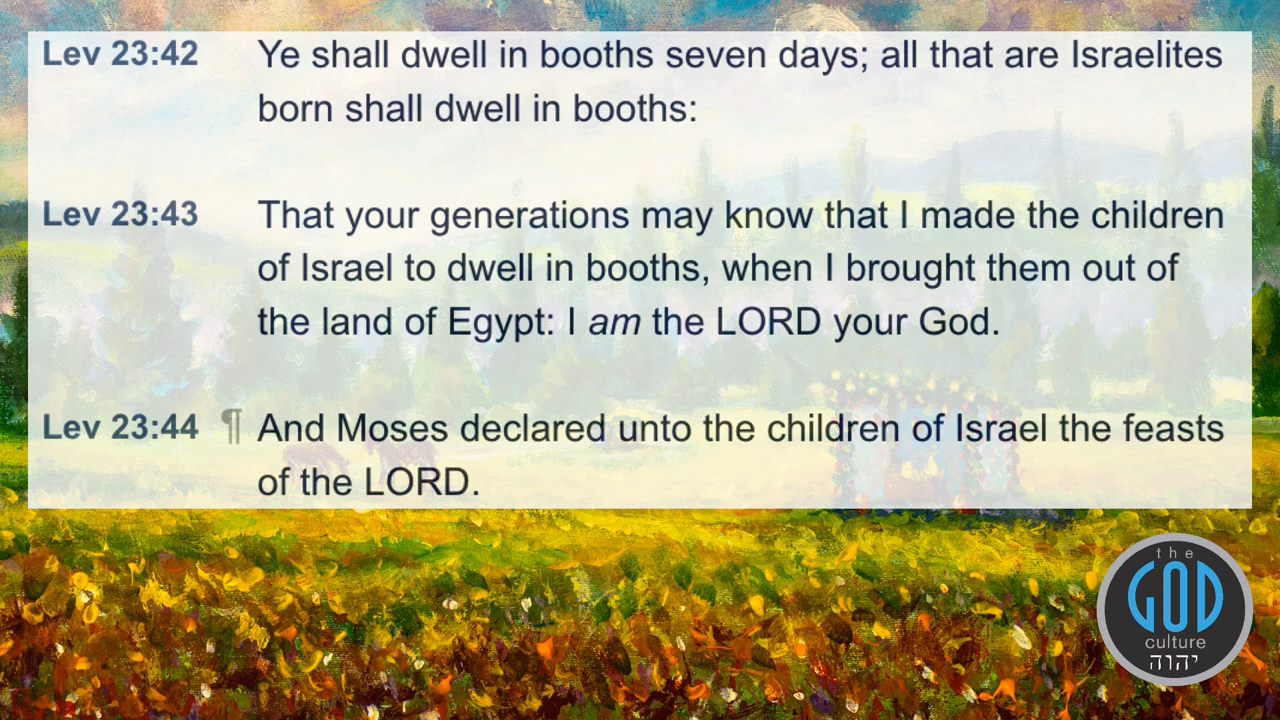 Lev 23:42 Ye shall dwell in booths seven days; all that are Israelites
born shall dwell in booths:
Lev 23:43 That your generations may know that I made the children
of Israel to dwell in booths, when I brought them out of
the land of Egypt: I am the LORD your God.
Lev 23:44 ¶ And Moses declared unto the children of Israel the feasts
of the LORD.
the
GOD
culture
יהוה